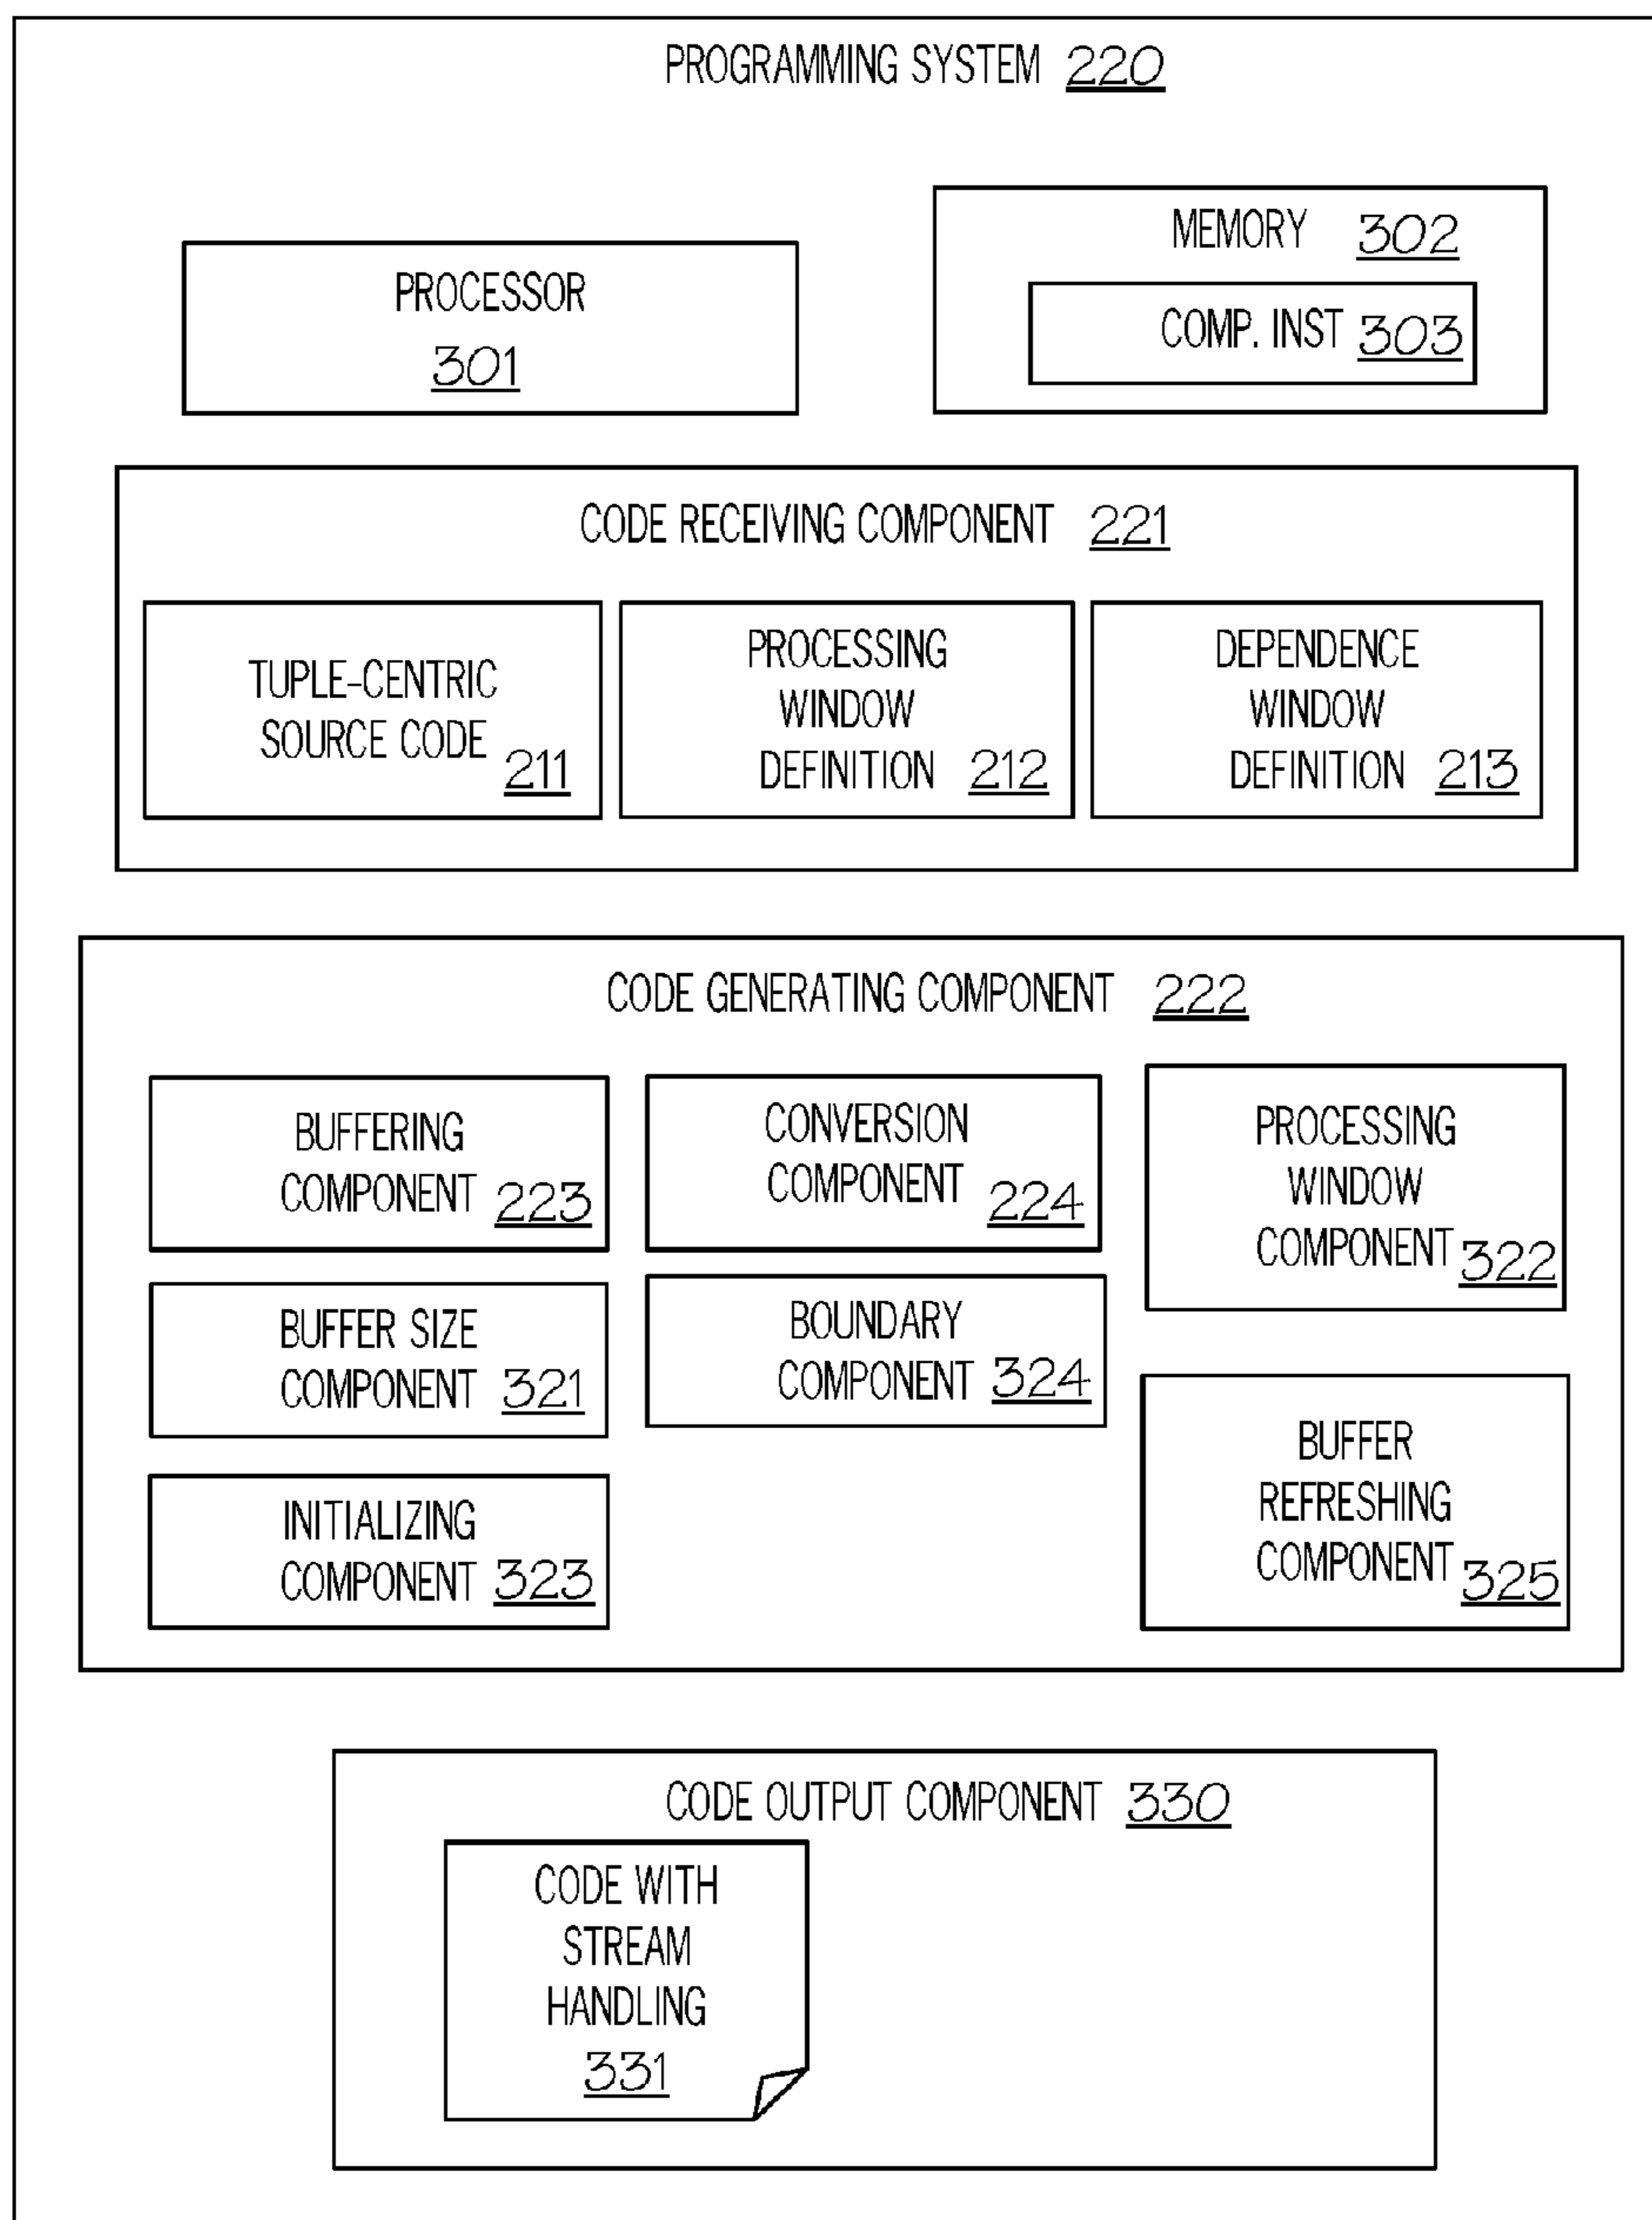 PROGRAMMING SYSTEM 220
PROCESSOR
301
MEMORY 302
COMP. INST 303
CODE RECEIVING COMPONENT 221
TUPLE-CENTRIC
SOURCE CODE 211
PROCESSING
WINDOW
DEFINITION 212
DEPENDENCE
WINDOW
DEFINITION 213
CODE GENERATING COMPONENT 222
BUFFERING
COMPONENT 223
CONVERSION
COMPONENT 224
PROCESSING
WINDOW
COMPONENT 322
BUFFER SIZE
COMPONENT 321
BOUNDARY
COMPONENT 324
BUFFER
REFRESHING
COMPONENT 325
INITIALIZING
COMPONENT 323
CODE OUTPUT COMPONENT 330
CODE WITH
STREAM
HANDLING
331